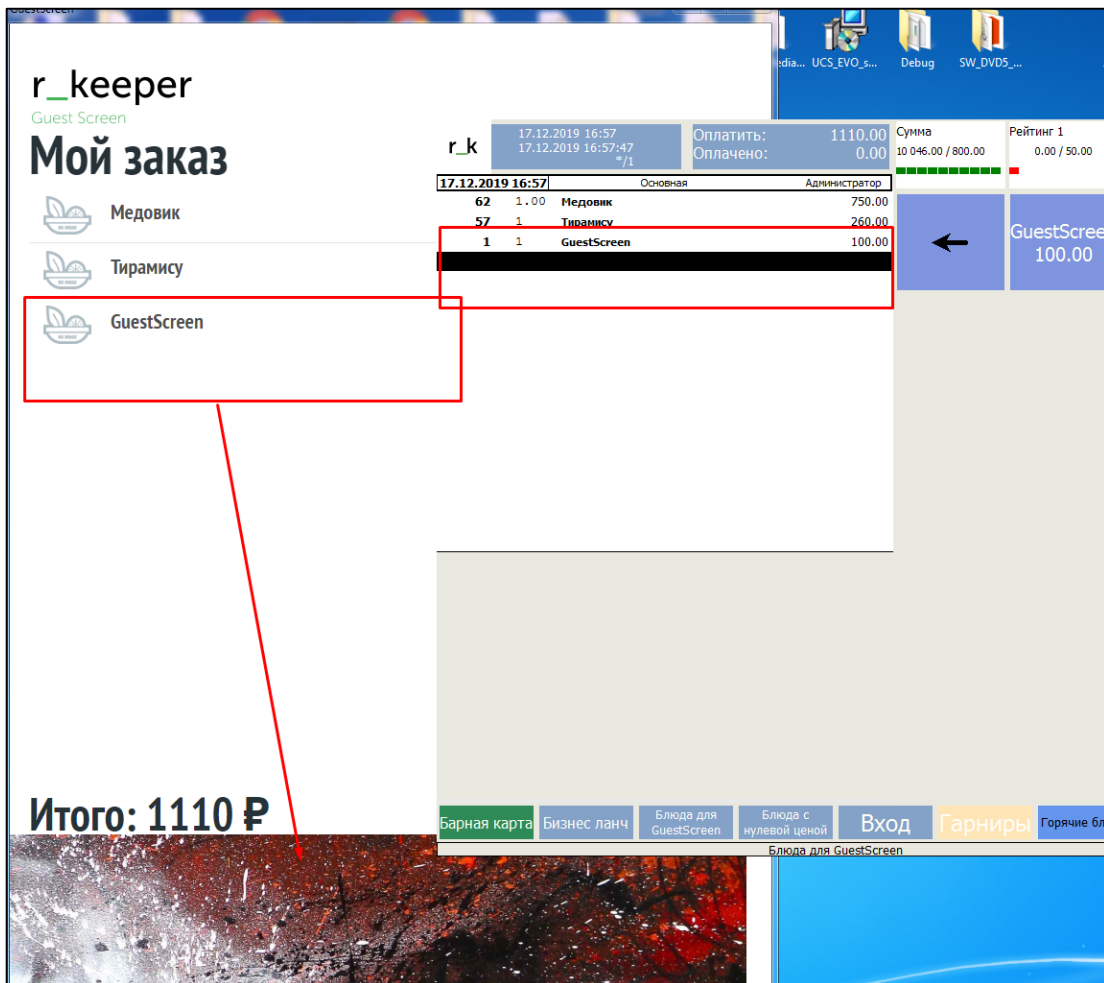 GuestScreen
r_keeper
Guest Screen
Мой заказ
Медовик
Тирамису
GuestScreen
Итого: 1110 ₽
UCS_EVO_s...
Debug
SW_DVD5_...
r_k
17.12.2019 16:57
17.12.2019 16:57:47
*/1
Оплатить: 1110.00
Оплачено: 0.00
Сумма
10 046.00 / 800.00
Рейтинг 1
0.00 / 50.00
17.12.2019 16:57 Основная Администратор
62 1.00 Медовик 750.00
57 1 Тирамису 260.00
1 1 GuestScreen 100.00
GuestScree
100.00
Барная карта
Бизнес ланч
Блюда для
GuestScreen
Блюда с
нулевой ценой
Вход
Гарниры
Горячие бл
Блюда для GuestScreen